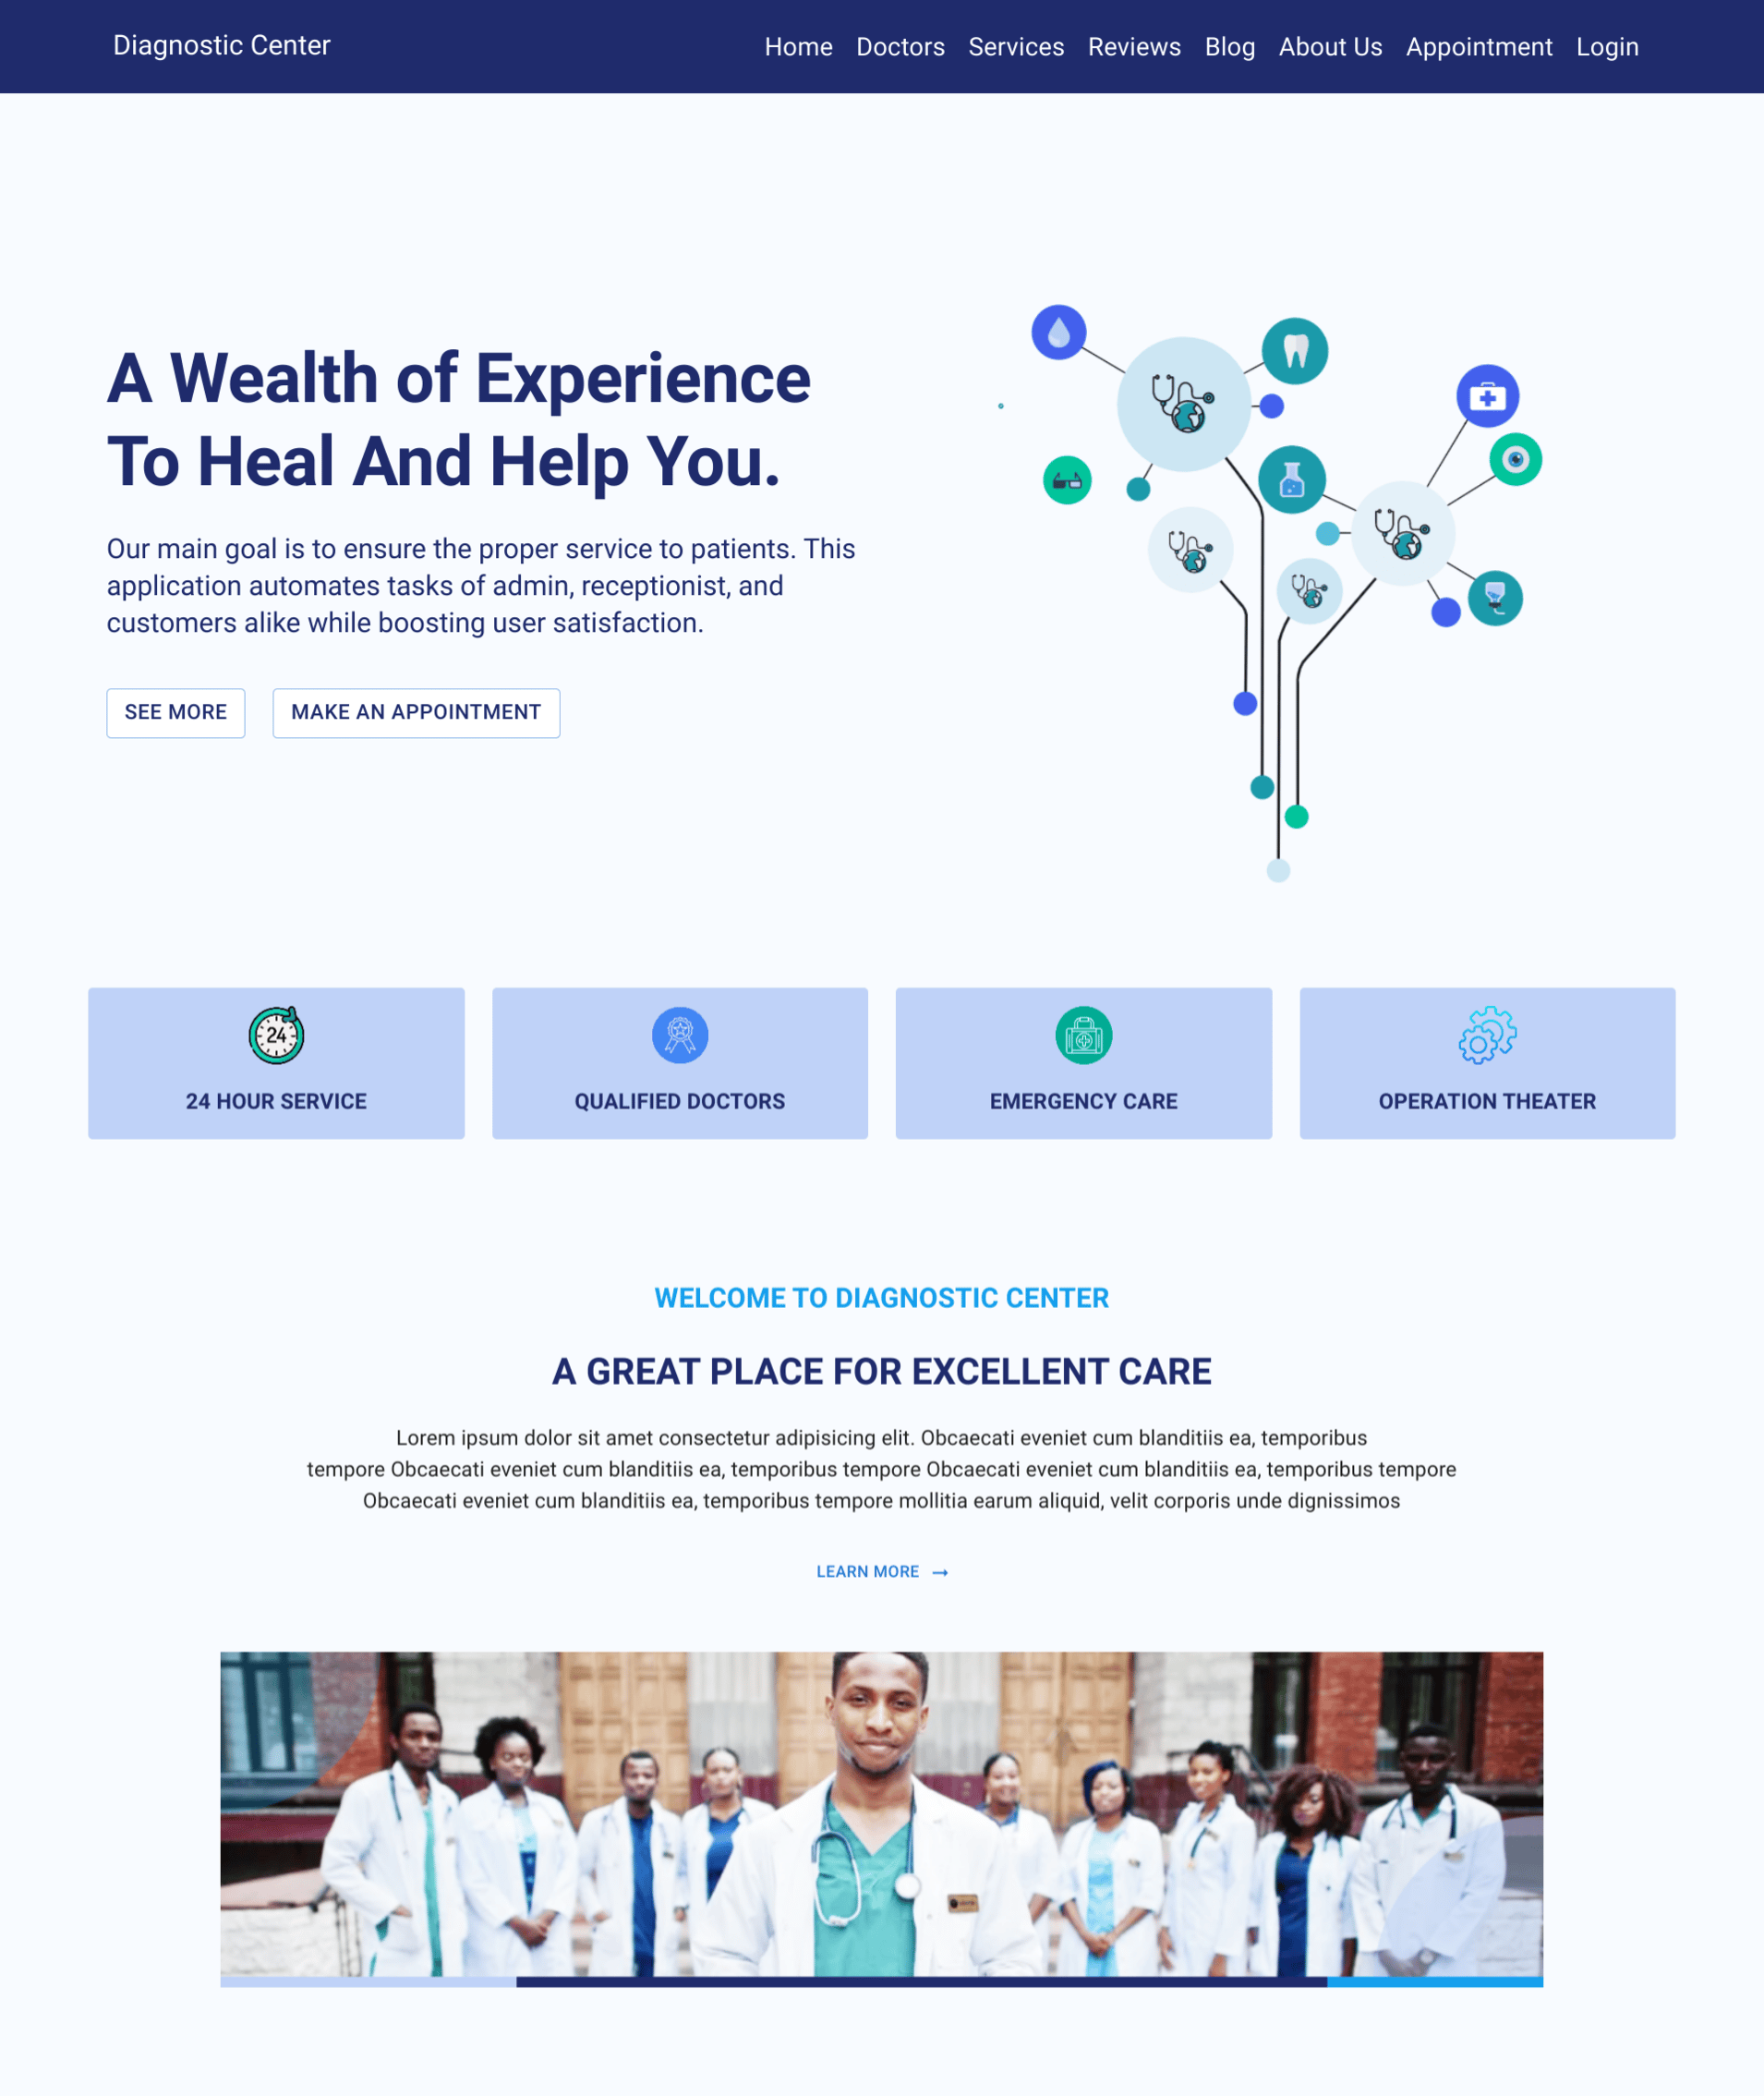 Diagnostic Center
Home Doctors Services Reviews Blog About Us Appointment Login
A Wealth of Experience
To Heal And Help You.
Our main goal is to ensure the proper service to patients. This
application automates tasks of admin, receptionist, and
customers alike while boosting user satisfaction.
SEE MORE
MAKE AN APPOINTMENT
24
24 HOUR SERVICE
QUALIFIED DOCTORS
EMERGENCY CARE
OPERATION THEATER
WELCOME TO DIAGNOSTIC CENTER
A GREAT PLACE FOR EXCELLENT CARE
Lorem ipsum dolor sit amet consectetur adipisicing elit. Obcaecati eveniet cum blanditiis ea, temporibus
tempore Obcaecati eveniet cum blanditiis ea, temporibus tempore Obcaecati eveniet cum blanditiis ea, temporibus tempore
Obcaecati eveniet cum blanditiis ea, temporibus tempore mollitia earum aliquid, velit corporis unde dignissimos
LEARN MORE →